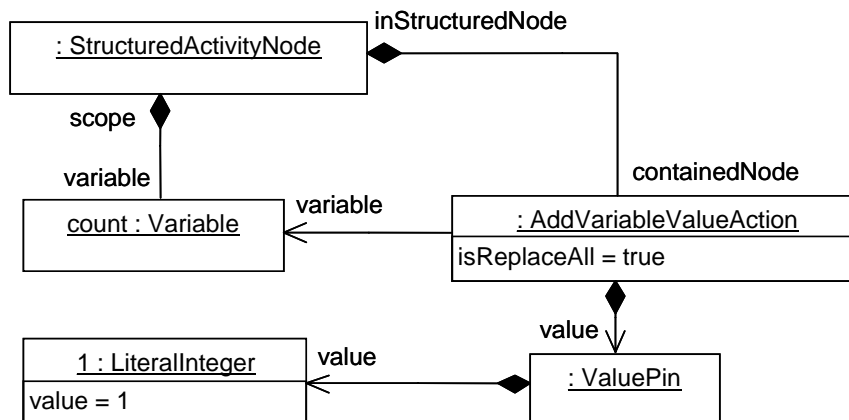 inStructuredNode
: StructuredActivityNode
scope
variable
containedNode
count : Variable
variable
: AddVariableValueAction
isReplaceAll = true
value
1 : LiteralInteger
value = 1
value
: ValuePin